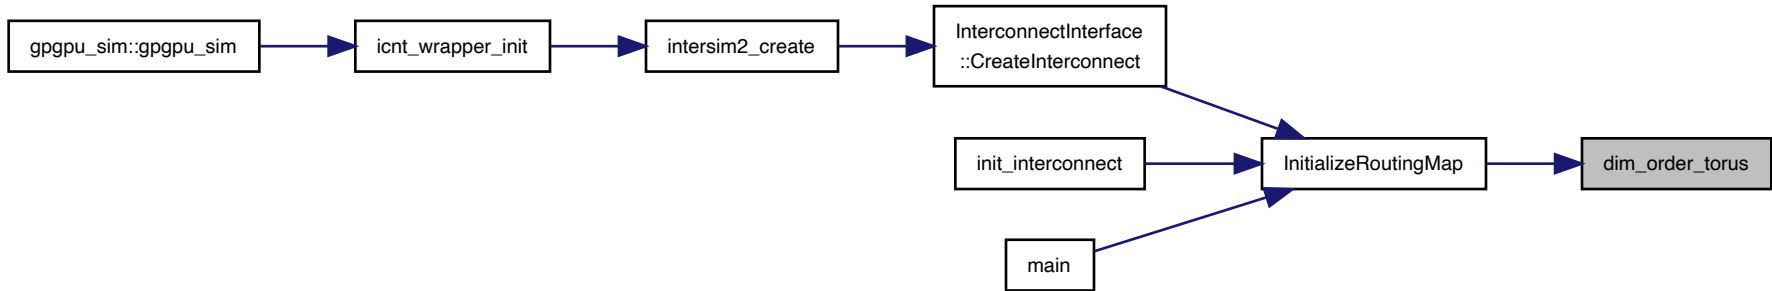 gpgpu_sim::gpgpu_sim
icnt_wrapper_init
intersim2_create
InterconnectInterface
::CreateInterconnect
init_interconnect
InitializeRoutingMap
dim_order_torus
main